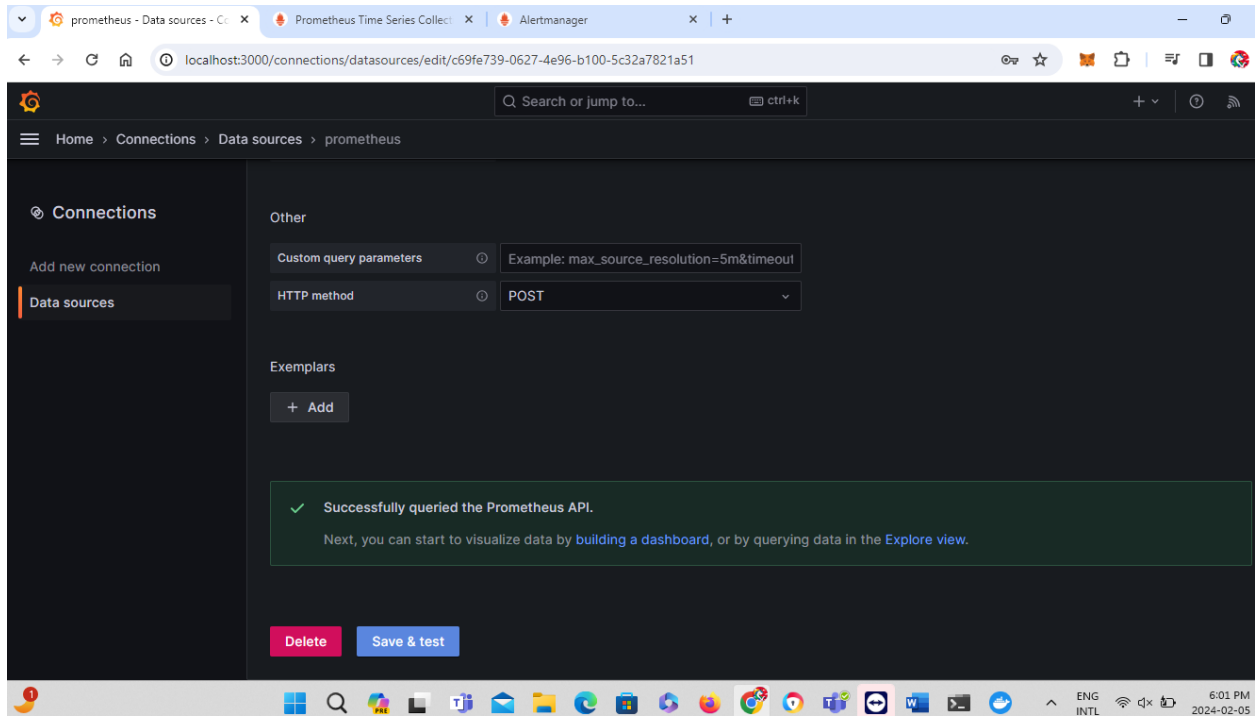 prometheus - Data sources - Co
Prometheus Time Series Collect
Alertmanager
localhost:3000/connections/datasources/edit/c69fe739-0627-4e96-b100-5c32a7821a51
Search or jump to...
ctrl+k
Home › Connections › Data sources › prometheus
Connections
Add new connection
Data sources
Other
Custom query parameters
Example: max_source_resolution=5m&timeout
HTTP method
POST
Exemplars
+ Add
Successfully queried the Prometheus API.
Next, you can start to visualize data by building a dashboard, or by querying data in the Explore view.
Delete
Save & test
1
PRE
ENG
INTL
6:01 PM
2024-02-05